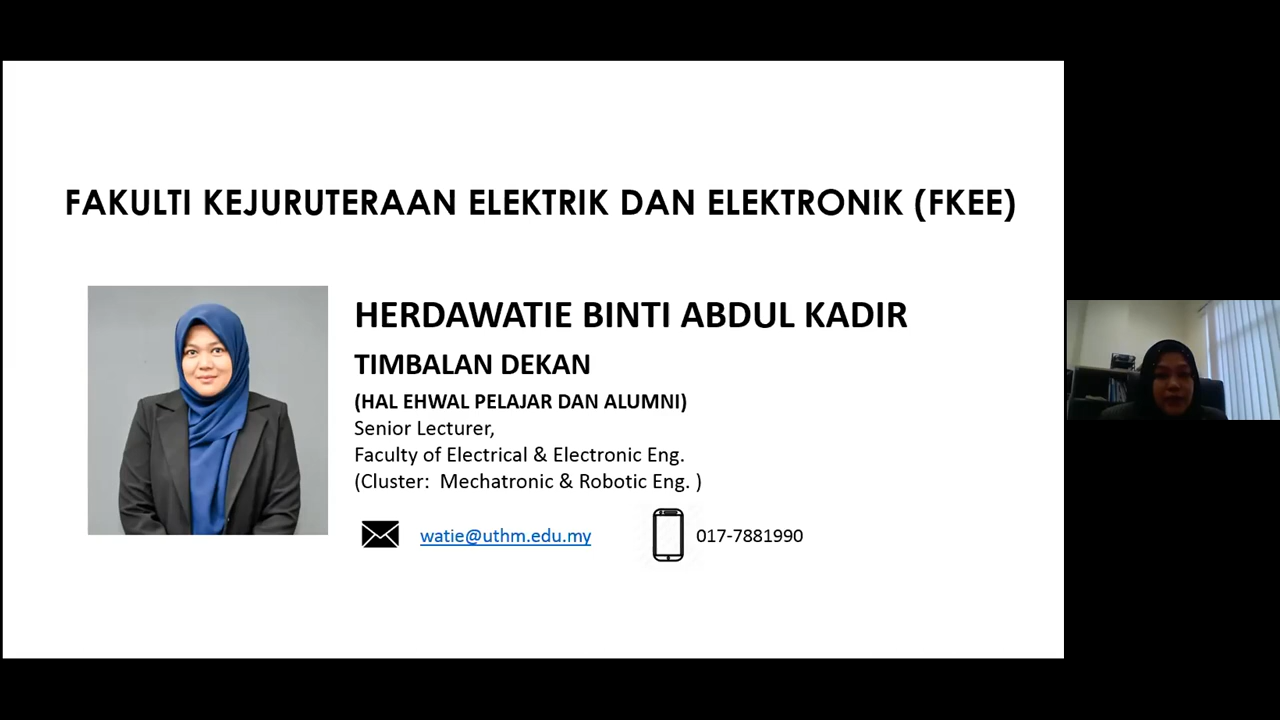 FAKULTI KEJURUTERAAN ELEKTRIK DAN ELEKTRONIK (FKEE)
HERDAWATIE BINTI ABDUL KADIR
TIMBALAN DEKAN
(HAL EHWAL PELAJAR DAN ALUMNI)
Senior Lecturer,
Faculty of Electrical & Electronic Eng.
(Cluster:  Mechatronic & Robotic Eng. )
watie@uthm.edu.my
017-7881990